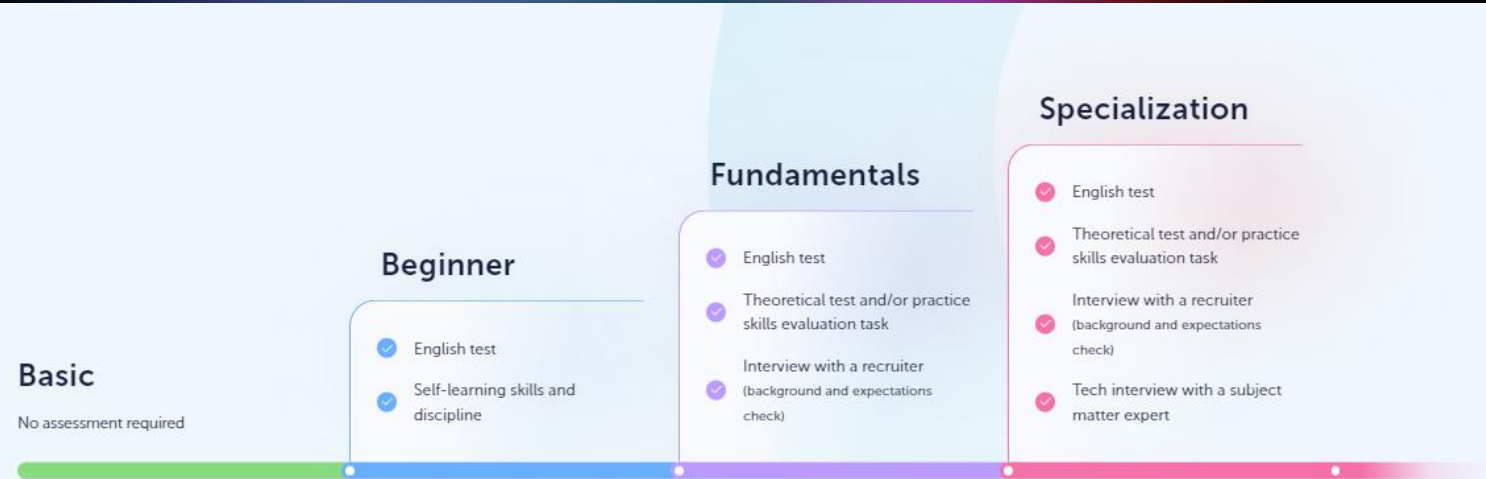 Basic
No assessment required
Beginner
English test
Self-learning skills and
discipline
Fundamentals
English test
Theoretical test and/or practice
skills evaluation task
Interview with a recruiter
(background and expectations
check)
Specialization
English test
Theoretical test and/or practice
skills evaluation task
Interview with a recruiter
(background and expectations
check)
Tech interview with a subject
matter expert